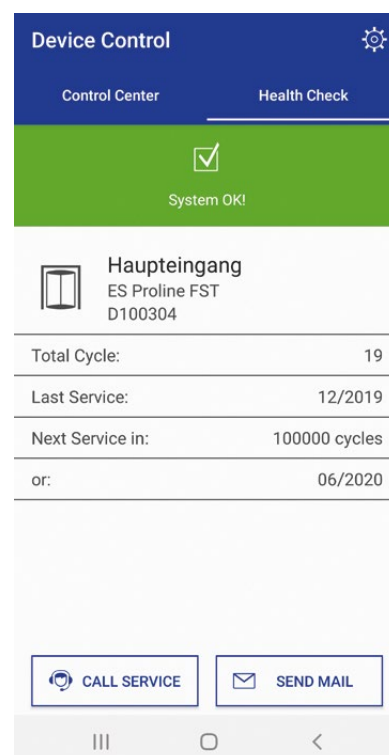 Device Control
Control Center Health Check
System OK!
Haupteingang
ES Proline FST
D100304
Total Cycle: 19
Last Service: 12/2019
Next Service in: 100000 cycles
or: 06/2020
CALL SERVICE SEND MAIL